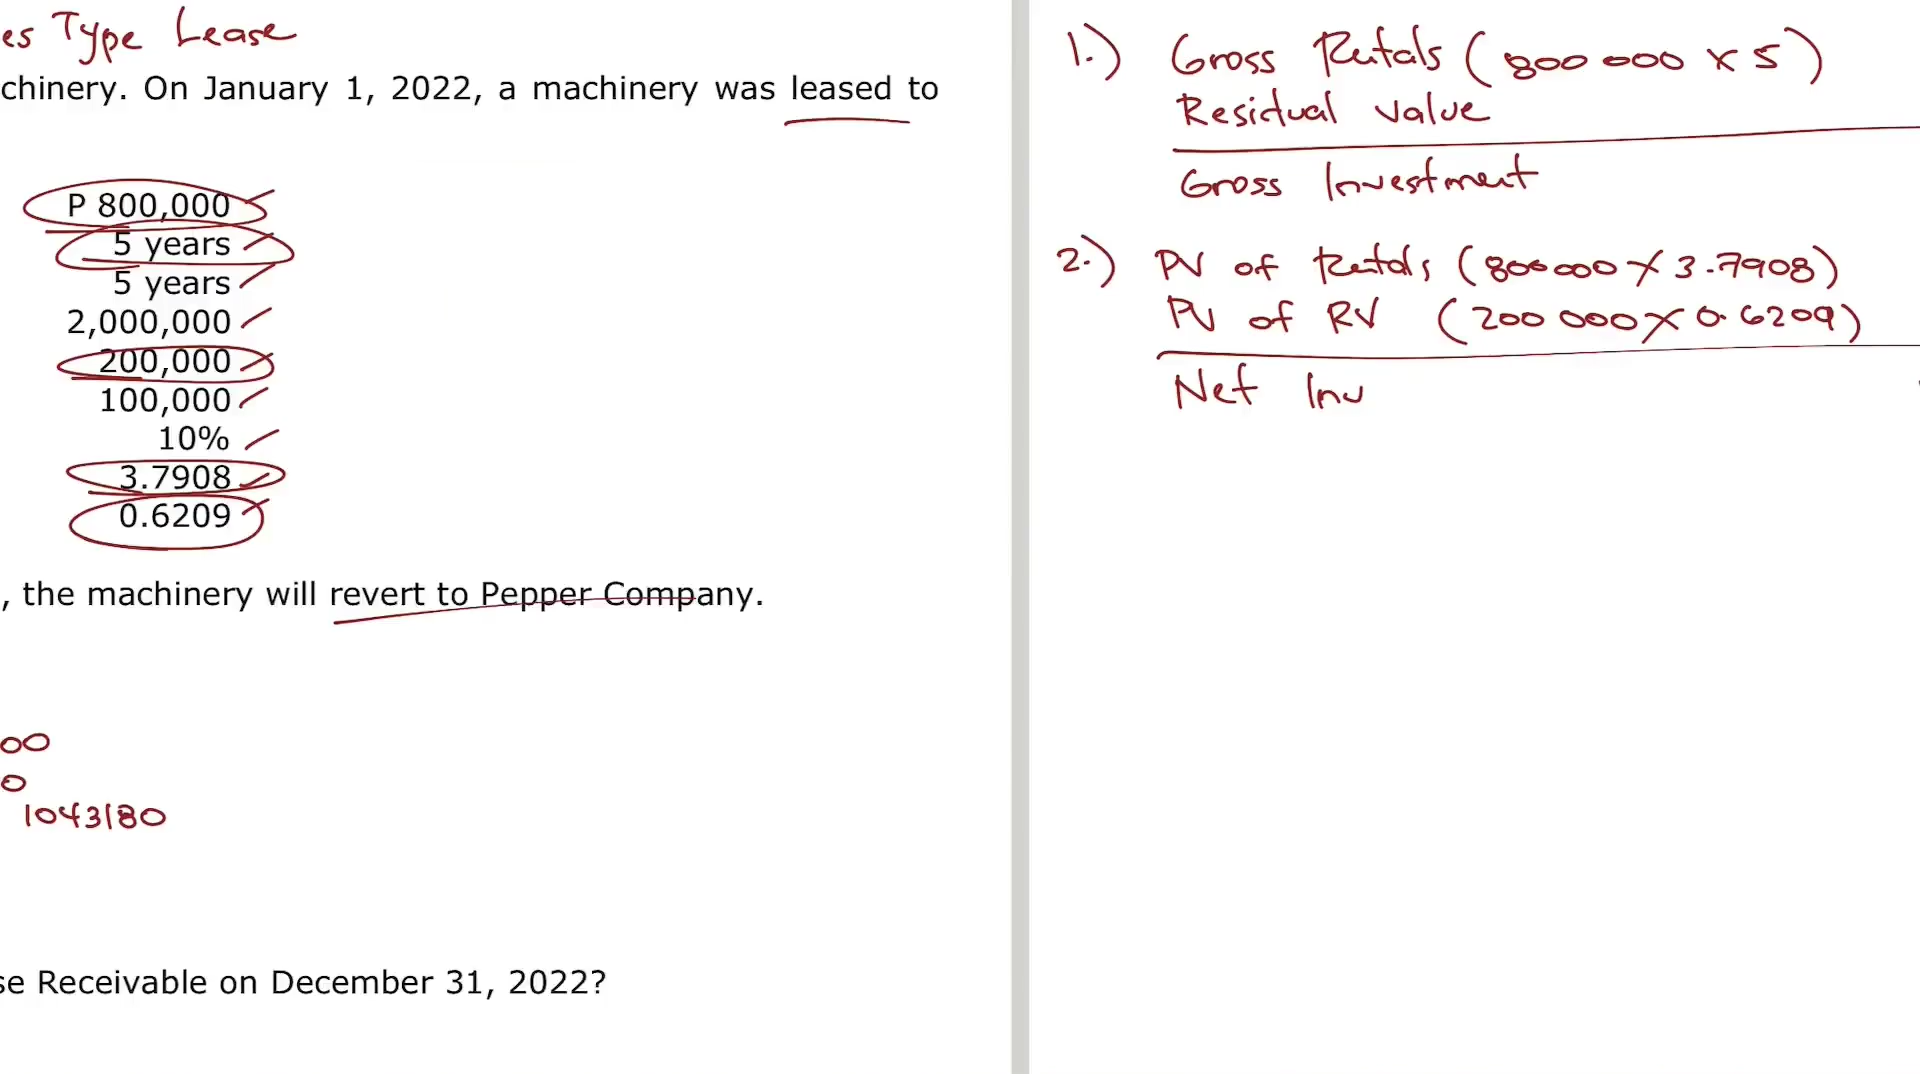 es Type Lease
chinery. On January 1, 2022, a machinery was leased to
P 800,000
5 years
5 years
2,000,000
200,000
100,000
10%
3.7908
0.6209
, the machinery will revert to Pepper Company.
00
0
1043180
se Receivable on December 31, 2022?
1.) Gross Rentals (800 000 x 5)
Residual value
Gross Investment
2.) PV of Rentals (800000 x 3.7908)
PV of RV (200 000 x 0.6209)
Net Inv